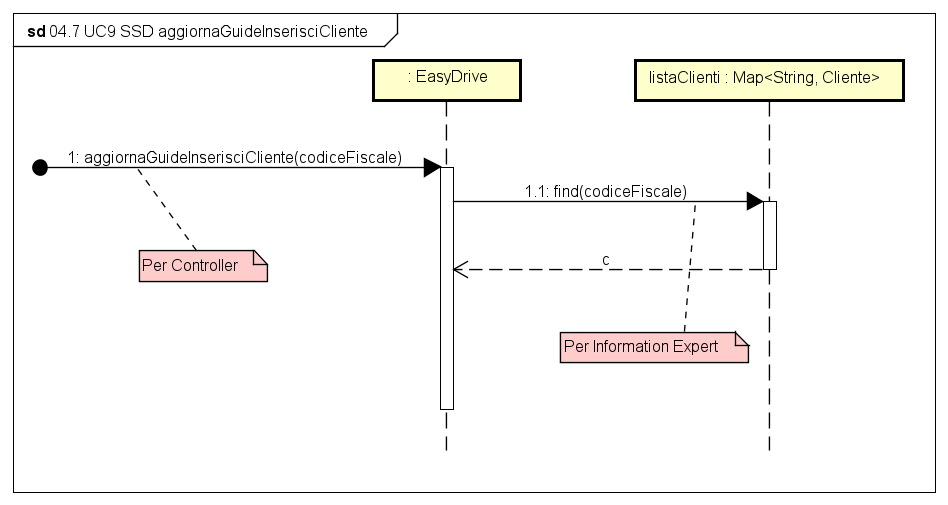 sd 04.7 UC9 SSD aggiornaGuideInserisciCliente
: EasyDrive
listaClienti : Map<String, Cliente>
1: aggiornaGuideInserisciCliente(codiceFiscale)
1.1: find(codiceFiscale)
c
Per Controller
Per Information Expert